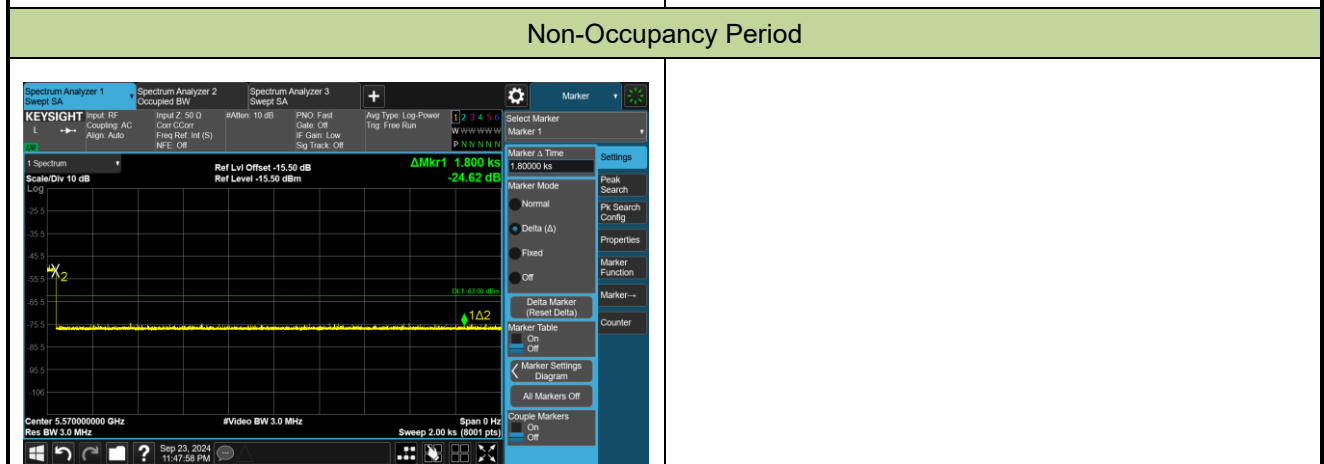 Non-Occupancy Period
Spectrum Analyzer 1
Swept SA
Spectrum Analyzer 2
Occupied BW
Spectrum Analyzer 3
Swept SA
+
Marker
KEYSIGHT
L
Input: RF
Coupling: AC
Align: Auto
Input Z: 50 Ω
Corr CCorr
Freq Ref: Int (S)
NFE: Off
#Atten: 10 dB
PNO: Fast
Gate: Off
IF Gain: Low
Sig Track: Off
Avg Type: Log-Power
Trig: Free Run
1 2 3 4 5 6
W W W W W W
P N N N N N
Select Marker
Marker 1
1 Spectrum
Scale/Div 10 dB
Log
Ref Lvl Offset -15.50 dB
Ref Level -15.50 dBm
ΔMkr1 1.800 ks
-24.62 dB
-25.5
-35.5
-45.5
-55.5
-65.5
-75.5
-85.5
-95.5
-106
2
DL1 -63.00 dBm
1Δ2
Center 5.570000000 GHz
Res BW 3.0 MHz
#Video BW 3.0 MHz
Span 0 Hz
Sweep 2.00 ks (8001 pts)
Marker Δ Time
1.80000 ks
Marker Mode
Normal
Delta (Δ)
Fixed
Off
Delta Marker
(Reset Delta)
Marker Table
On
Off
Marker Settings
Diagram
All Markers Off
Couple Markers
On
Off
Settings
Peak
Search
Pk Search
Config
Properties
Marker
Function
Marker→
Counter
?
Sep 23, 2024
11:47:58 PM